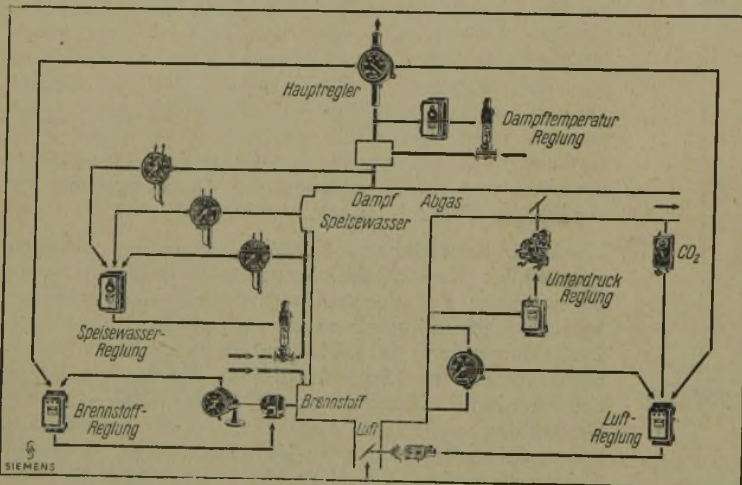 Hauptregler
Dampftemperatur
Reglung
Dampf Abgas
Speisewasser
CO₂
Unterdruck
Reglung
Speisewasser-
Reglung
Brennstoff-
Reglung
Brennstoff
Luft
Luft-
Reglung
SIEMENS